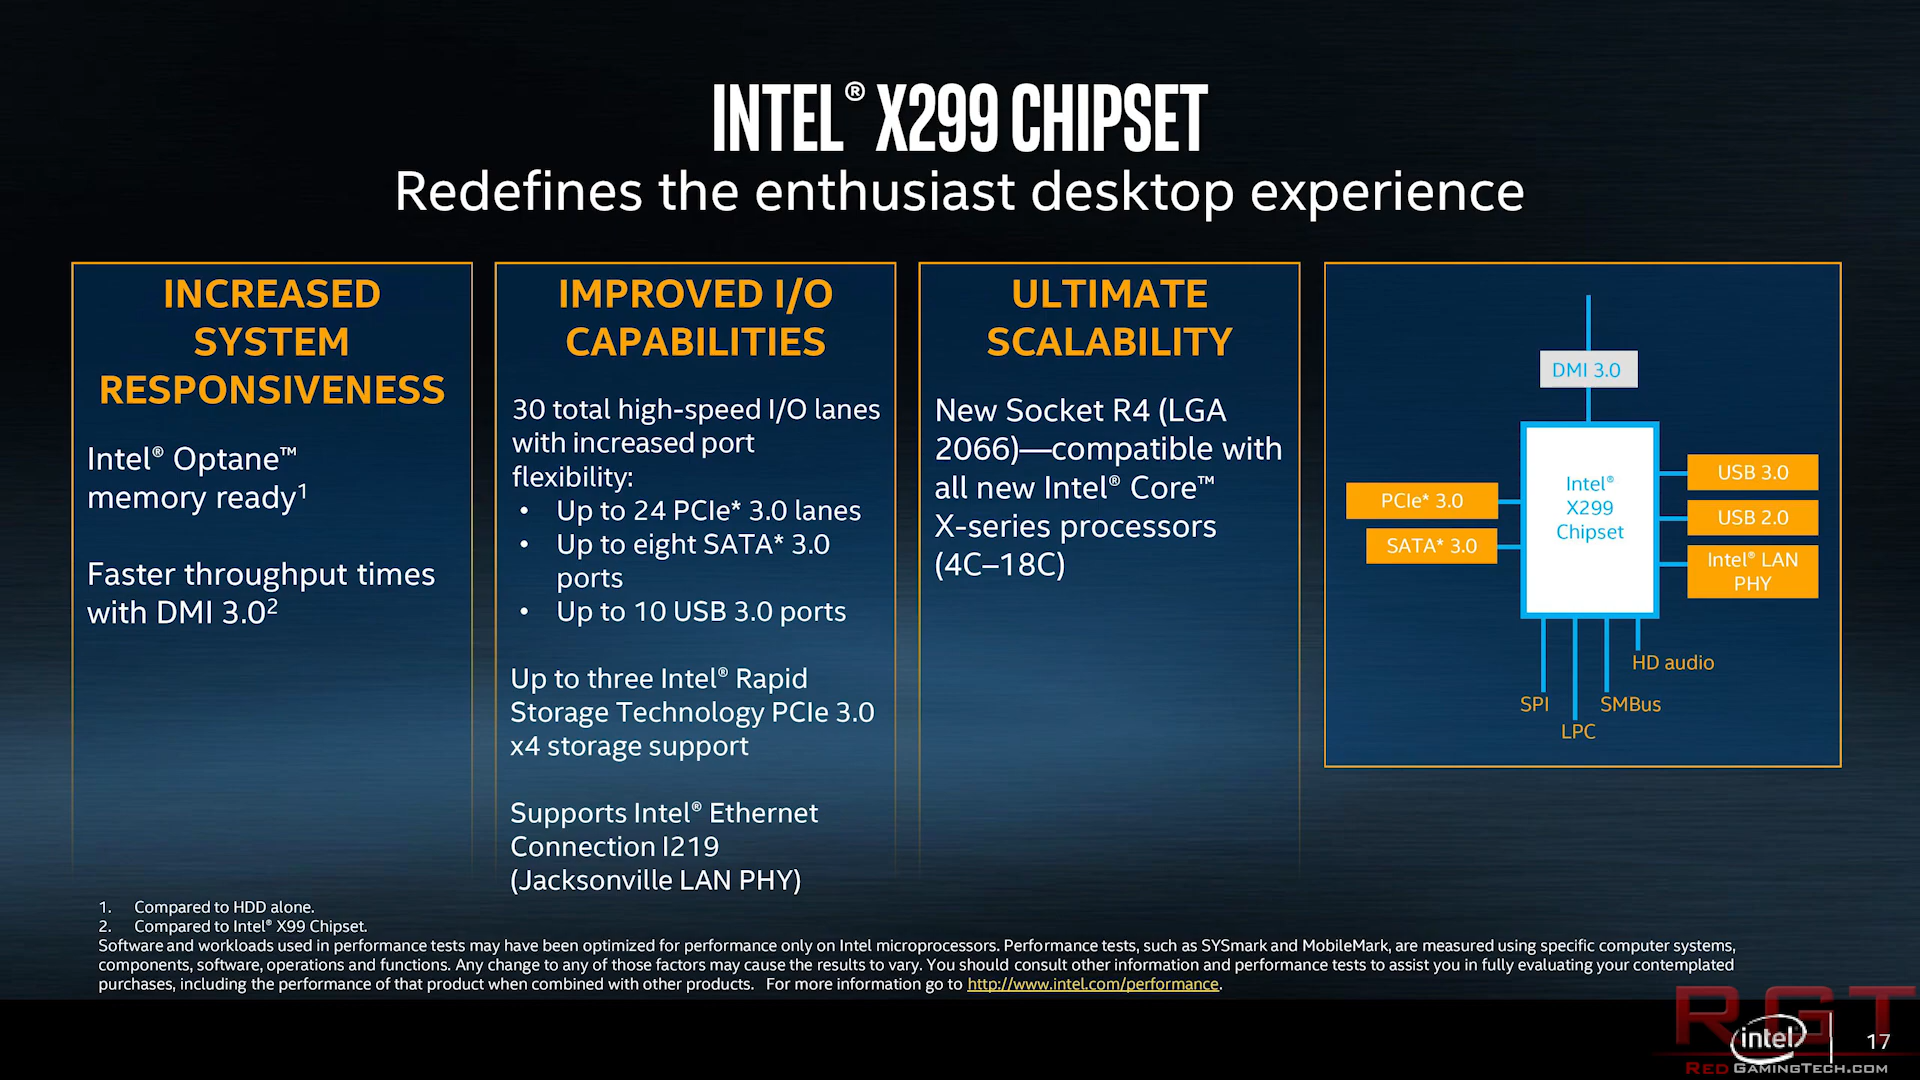 INTEL® X299 CHIPSET
Redefines the enthusiast desktop experience
INCREASED
SYSTEM
RESPONSIVENESS
Intel® Optane™
memory ready1
Faster throughput times
with DMI 3.02
IMPROVED I/O
CAPABILITIES
30 total high-speed I/O lanes
with increased port
flexibility:
• Up to 24 PCIe* 3.0 lanes
• Up to eight SATA* 3.0
ports
• Up to 10 USB 3.0 ports
Up to three Intel® Rapid
Storage Technology PCIe 3.0
x4 storage support
Supports Intel® Ethernet
Connection I219
(Jacksonville LAN PHY)
ULTIMATE
SCALABILITY
New Socket R4 (LGA
2066)—compatible with
all new Intel® Core™
X-series processors
(4C–18C)
DMI 3.0
Intel®
X299
Chipset
PCIe* 3.0
SATA* 3.0
USB 3.0
USB 2.0
Intel® LAN
PHY
HD audio
SPI
SMBus
LPC
1. Compared to HDD alone.
2. Compared to Intel® X99 Chipset.
Software and workloads used in performance tests may have been optimized for performance only on Intel microprocessors. Performance tests, such as SYSmark and MobileMark, are measured using specific computer systems,
components, software, operations and functions. Any change to any of those factors may cause the results to vary. You should consult other information and performance tests to assist you in fully evaluating your contemplated
purchases, including the performance of that product when combined with other products. For more information go to http://www.intel.com/performance.
RGT
intel
17
REDGAMINGTECH.COM